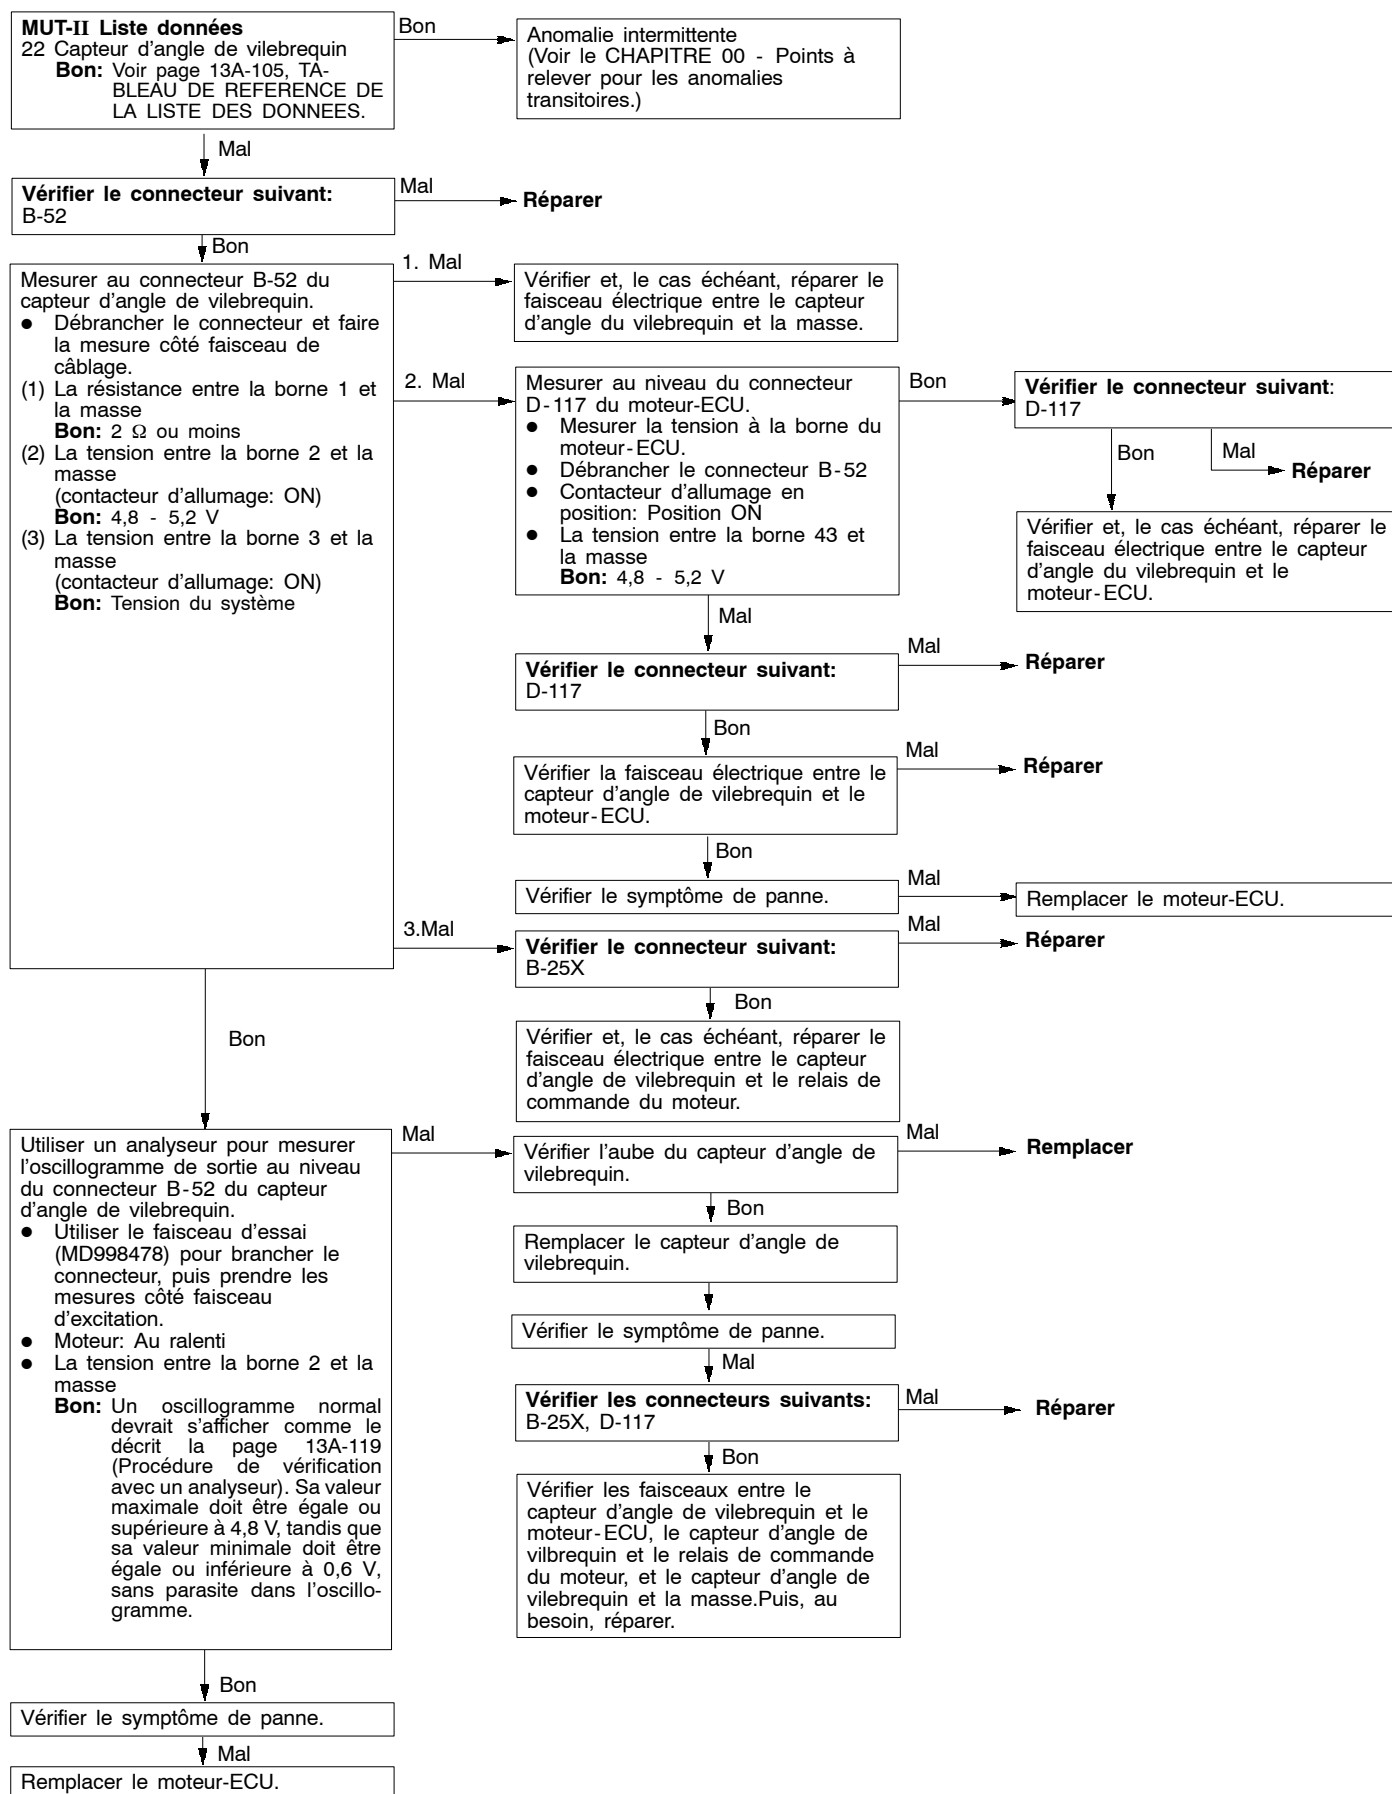 MUT-II Liste données
22 Capteur d'angle de vilebrequin
Bon: Voir page 13A-105, TA-
BLEAU DE REFERENCE DE
LA LISTE DES DONNEES.
Bon
Anomalie intermittente
(Voir le CHAPITRE 00 - Points à
relever pour les anomalies
transitoires.)
Mal
Vérifier le connecteur suivant:
B-52
Mal
Réparer
Bon
Mesurer au connecteur B-52 du
capteur d'angle de vilebrequin.
● Débrancher le connecteur et faire
la mesure côté faisceau de
câblage.
(1) La résistance entre la borne 1 et
la masse
Bon: 2 Ω ou moins
(2) La tension entre la borne 2 et la
masse
(contacteur d'allumage: ON)
Bon: 4,8 - 5,2 V
(3) La tension entre la borne 3 et la
masse
(contacteur d'allumage: ON)
Bon: Tension du système
1. Mal
Vérifier et, le cas échéant, réparer le
faisceau électrique entre le capteur
d'angle du vilebrequin et la masse.
2. Mal
Mesurer au niveau du connecteur
D-117 du moteur-ECU.
● Mesurer la tension à la borne du
moteur-ECU.
● Débrancher le connecteur B-52
● Contacteur d'allumage en
position: Position ON
● La tension entre la borne 43 et
la masse
Bon: 4,8 - 5,2 V
Bon
Vérifier le connecteur suivant:
D-117
Bon
Mal
Réparer
Vérifier et, le cas échéant, réparer le
faisceau électrique entre le capteur
d'angle du vilebrequin et le
moteur-ECU.
Mal
Vérifier le connecteur suivant:
D-117
Mal
Réparer
Bon
Vérifier la faisceau électrique entre le
capteur d'angle de vilebrequin et le
moteur-ECU.
Mal
Réparer
Bon
Vérifier le symptôme de panne.
Mal
Remplacer le moteur-ECU.
3.Mal
Vérifier le connecteur suivant:
B-25X
Mal
Réparer
Bon
Vérifier et, le cas échéant, réparer le
faisceau électrique entre le capteur
d'angle de vilebrequin et le relais de
commande du moteur.
Bon
Utiliser un analyseur pour mesurer
l'oscillogramme de sortie au niveau
du connecteur B-52 du capteur
d'angle de vilebrequin.
● Utiliser le faisceau d'essai
(MD998478) pour brancher le
connecteur, puis prendre les
mesures côté faisceau
d'excitation.
● Moteur: Au ralenti
● La tension entre la borne 2 et la
masse
Bon: Un oscillogramme normal
devrait s'afficher comme le
décrit la page 13A-119
(Procédure de vérification
avec un analyseur). Sa valeur
maximale doit être égale ou
supérieure à 4,8 V, tandis que
sa valeur minimale doit être
égale ou inférieure à 0,6 V,
sans parasite dans l'oscillo-
gramme.
Mal
Vérifier l'aube du capteur d'angle de
vilebrequin.
Mal
Remplacer
Bon
Remplacer le capteur d'angle de
vilebrequin.
Vérifier le symptôme de panne.
Mal
Vérifier les connecteurs suivants:
B-25X, D-117
Mal
Réparer
Bon
Vérifier les faisceaux entre le
capteur d'angle de vilebrequin et le
moteur-ECU, le capteur d'angle de
vilbrequin et le relais de commande
du moteur, et le capteur d'angle de
vilebrequin et la masse.Puis, au
besoin, réparer.
Bon
Vérifier le symptôme de panne.
Mal
Remplacer le moteur-ECU.